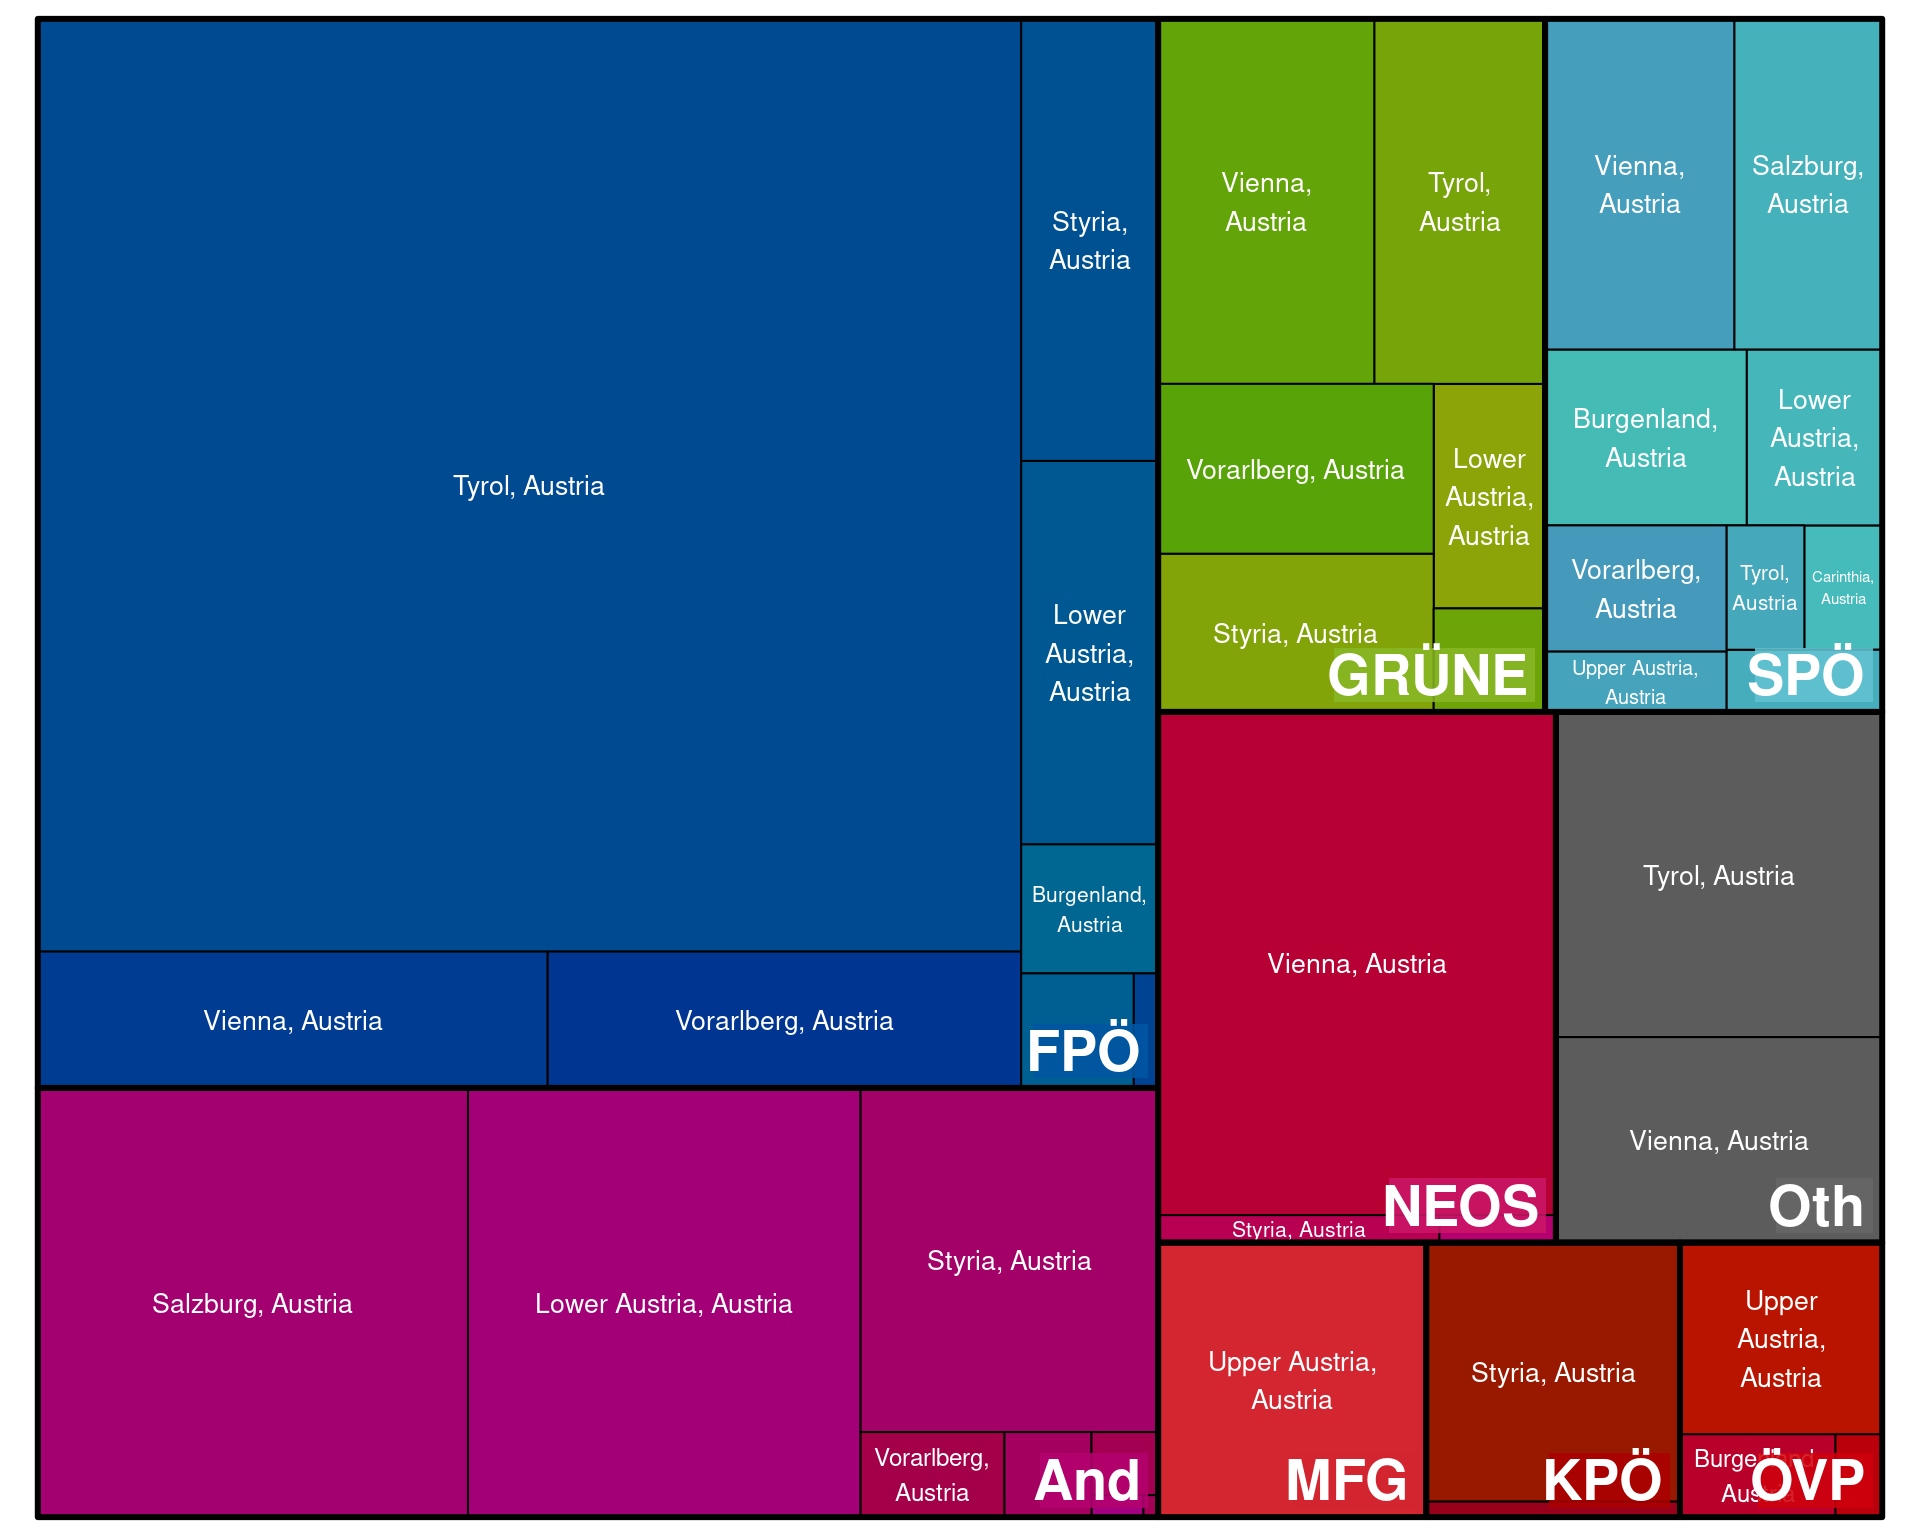 Tyrol, Austria
Styria,
Austria
Lower
Austria,
Austria
Burgenland,
Austria
Vienna, Austria
Vorarlberg, Austria
FPÖ
Salzburg, Austria
Lower Austria, Austria
Styria, Austria
Vorarlberg,
Austria
And
Vienna,
Austria
Tyrol,
Austria
Vorarlberg, Austria
Lower
Austria,
Austria
Styria, Austria
GRÜNE
Vienna,
Austria
Salzburg,
Austria
Burgenland,
Austria
Lower
Austria,
Austria
Vorarlberg,
Austria
Tyrol,
Austria
Carinthia,
Austria
Upper Austria,
Austria
SPÖ
Vienna, Austria
Styria, Austria
NEOS
Tyrol, Austria
Vienna, Austria
Oth
Upper Austria,
Austria
MFG
Styria, Austria
KPÖ
Upper
Austria,
Austria
Burgenland,
Austria
ÖVP